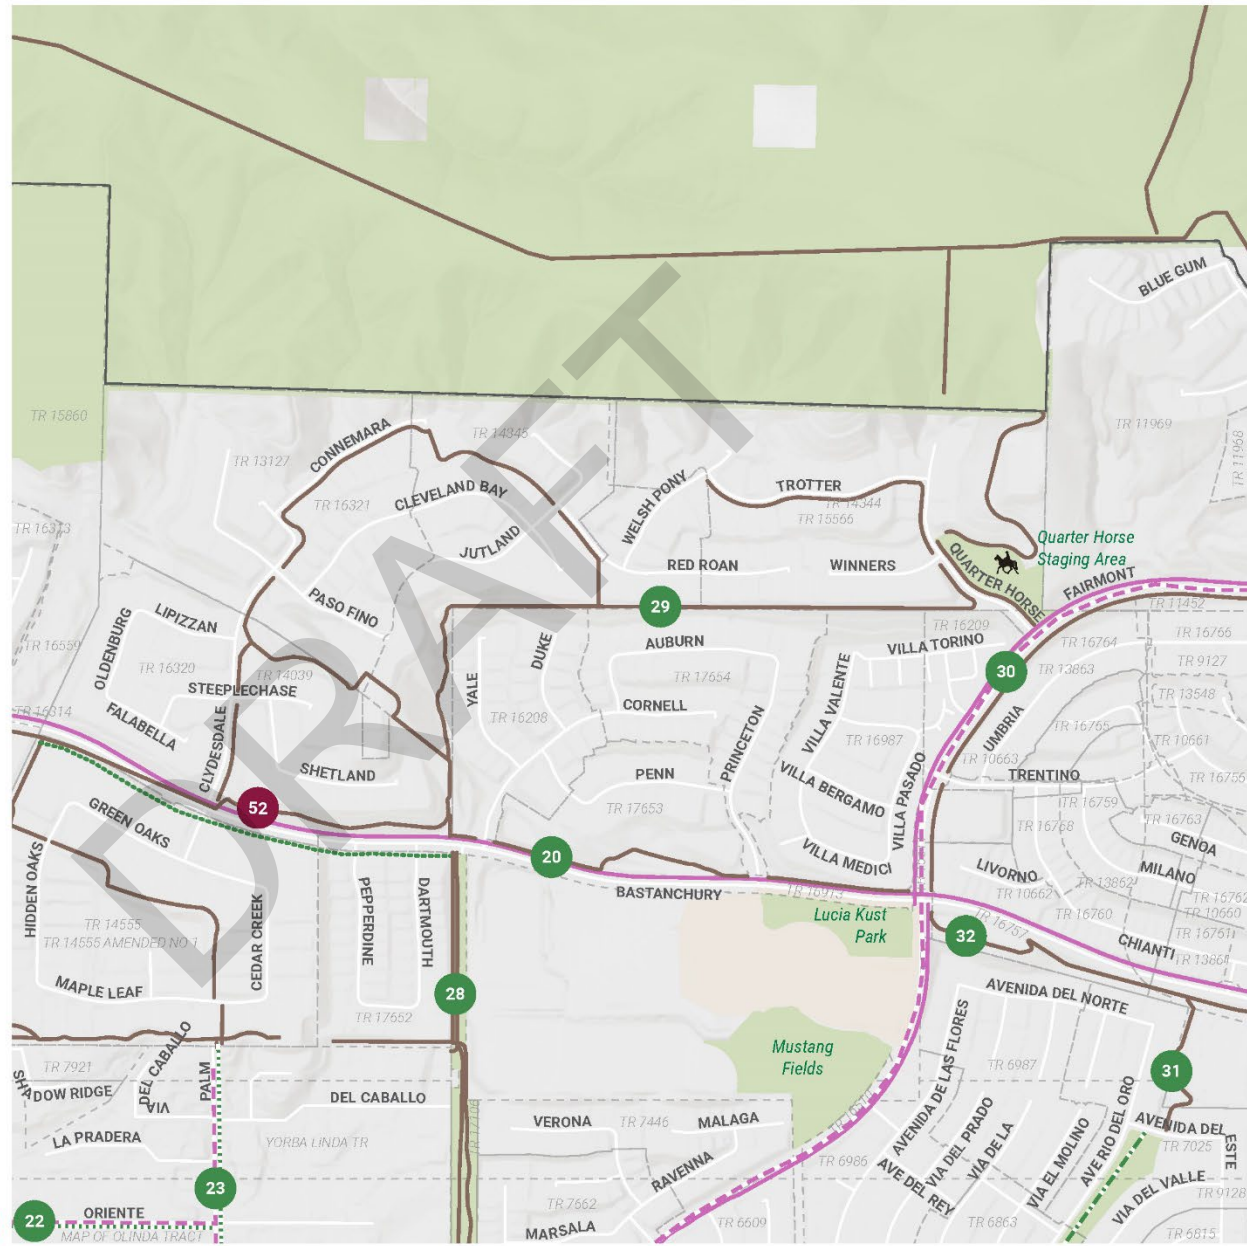 BLUE GUM
TR 15860
CONNEMARA
TR 14345
TR 11969
TR 11968
TR 13127
TR 16321
CLEVELAND BAY
WELSH PONY
TROTTER
TR 14344
TR 15566
TR 16313
JUTLAND
Quarter Horse
Staging Area
RED ROAN
WINNERS
QUARTER HORSE
FAIRMONT
PASO FINO
LIPIZZAN
29
TR 11452
OLDENBURG
TR 16559
DUKE
AUBURN
TR 16209
VILLA TORINO
TR 16764
TR 16766
TR 16320
TR 14039
STEEPLECHASE
YALE
TR 17654
VILLA VALENTE
30
TR 13863
TR 9127
TR 13548
TR 16314
FALABELLA
CLYDESDALE
TR 16208
CORNELL
PRINCETON
TR 16987
UMBRIA
TR 16765
TR 10661
SHETLAND
PENN
VILLA BERGAMO
VILLA PASADO
TR 10663
TRENTINO
TR 16756
DRAFT
52
GREEN OAKS
TR 17653
TR 16759
TR 16768
TR 16763
GENOA
HIDDEN OAKS
20
VILLA MEDICI
LIVORNO
MILANO
BASTANCHURY
TR 16913
TR 10662
TR 13852
TR 16762
PEPPERDINE
DARTMOUTH
CEDAR CREEK
TR 14555
TR 14555 AMENDED NO 1
Lucia Kust
Park
32
TR 16757
TR 16760
TR 10660
TR 16761
CHIANTI
MAPLE LEAF
28
TR 17652
AVENIDA DEL NORTE
Mustang
Fields
AVENIDA DE LAS FLORES
TR 6987
TR 7921
SHADOW RIDGE
VIA
DEL CABALLO
PALM
DEL CABALLO
31
VERONA
TR 7446
MALAGA
AVENIDA DEL
ESTE
LA PRADERA
YORBA LINDA TR
RAVENNA
TR 6986
AVE DEL REY
VIA DEL PRADO
VIA DE LA
VIA EL MOLINO
AVE RIO DEL ORO
TR 7025
23
TR 7662
VIA DEL VALLE
TR 9128
22
ORIENTE
MAP OF OLINDA TRACT
MARSALA
TR 6609
TR 6863
TR 6815